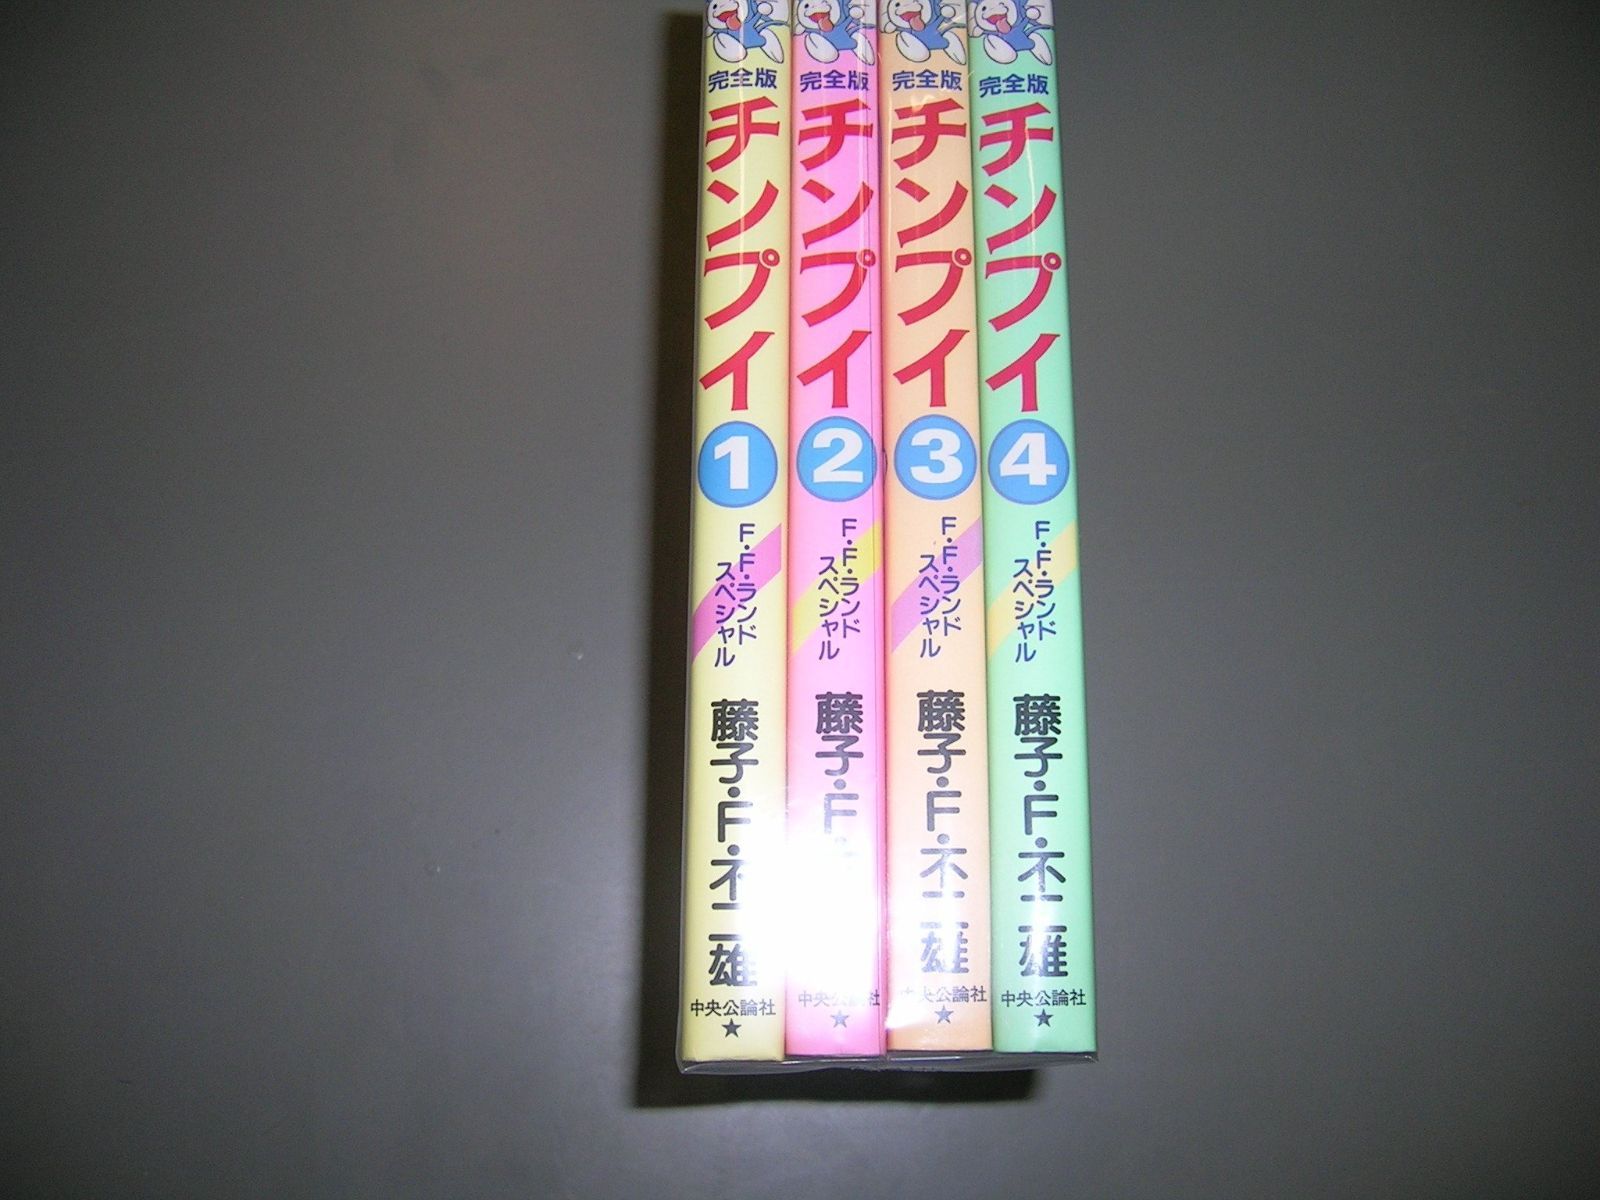 完全版
チンプイ
1
F.F.ランド
スペシャル
藤子・F・不二雄
中央公論社
完全版
チンプイ
2
F.F.ランド
スペシャル
藤子・F・
中央公論社
完全版
チンプイ
3
F.F.ランド
スペシャル
藤子・F・不二雄
中央公論社
完全版
チンプイ
4
F.F.ランド
スペシャル
藤子・F・不二雄
中央公論社